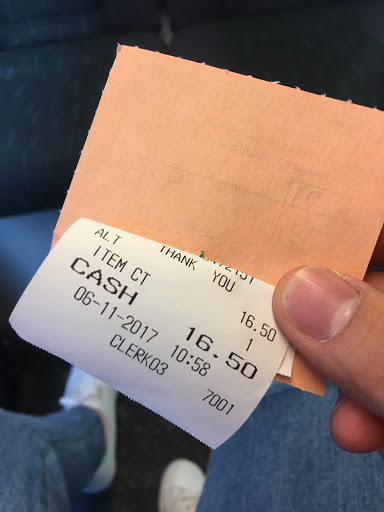 THANK YOU
ALT 16.50
ITEM CT 1
CASH 16.50
06-11-2017 10:58
CLERK03 7001